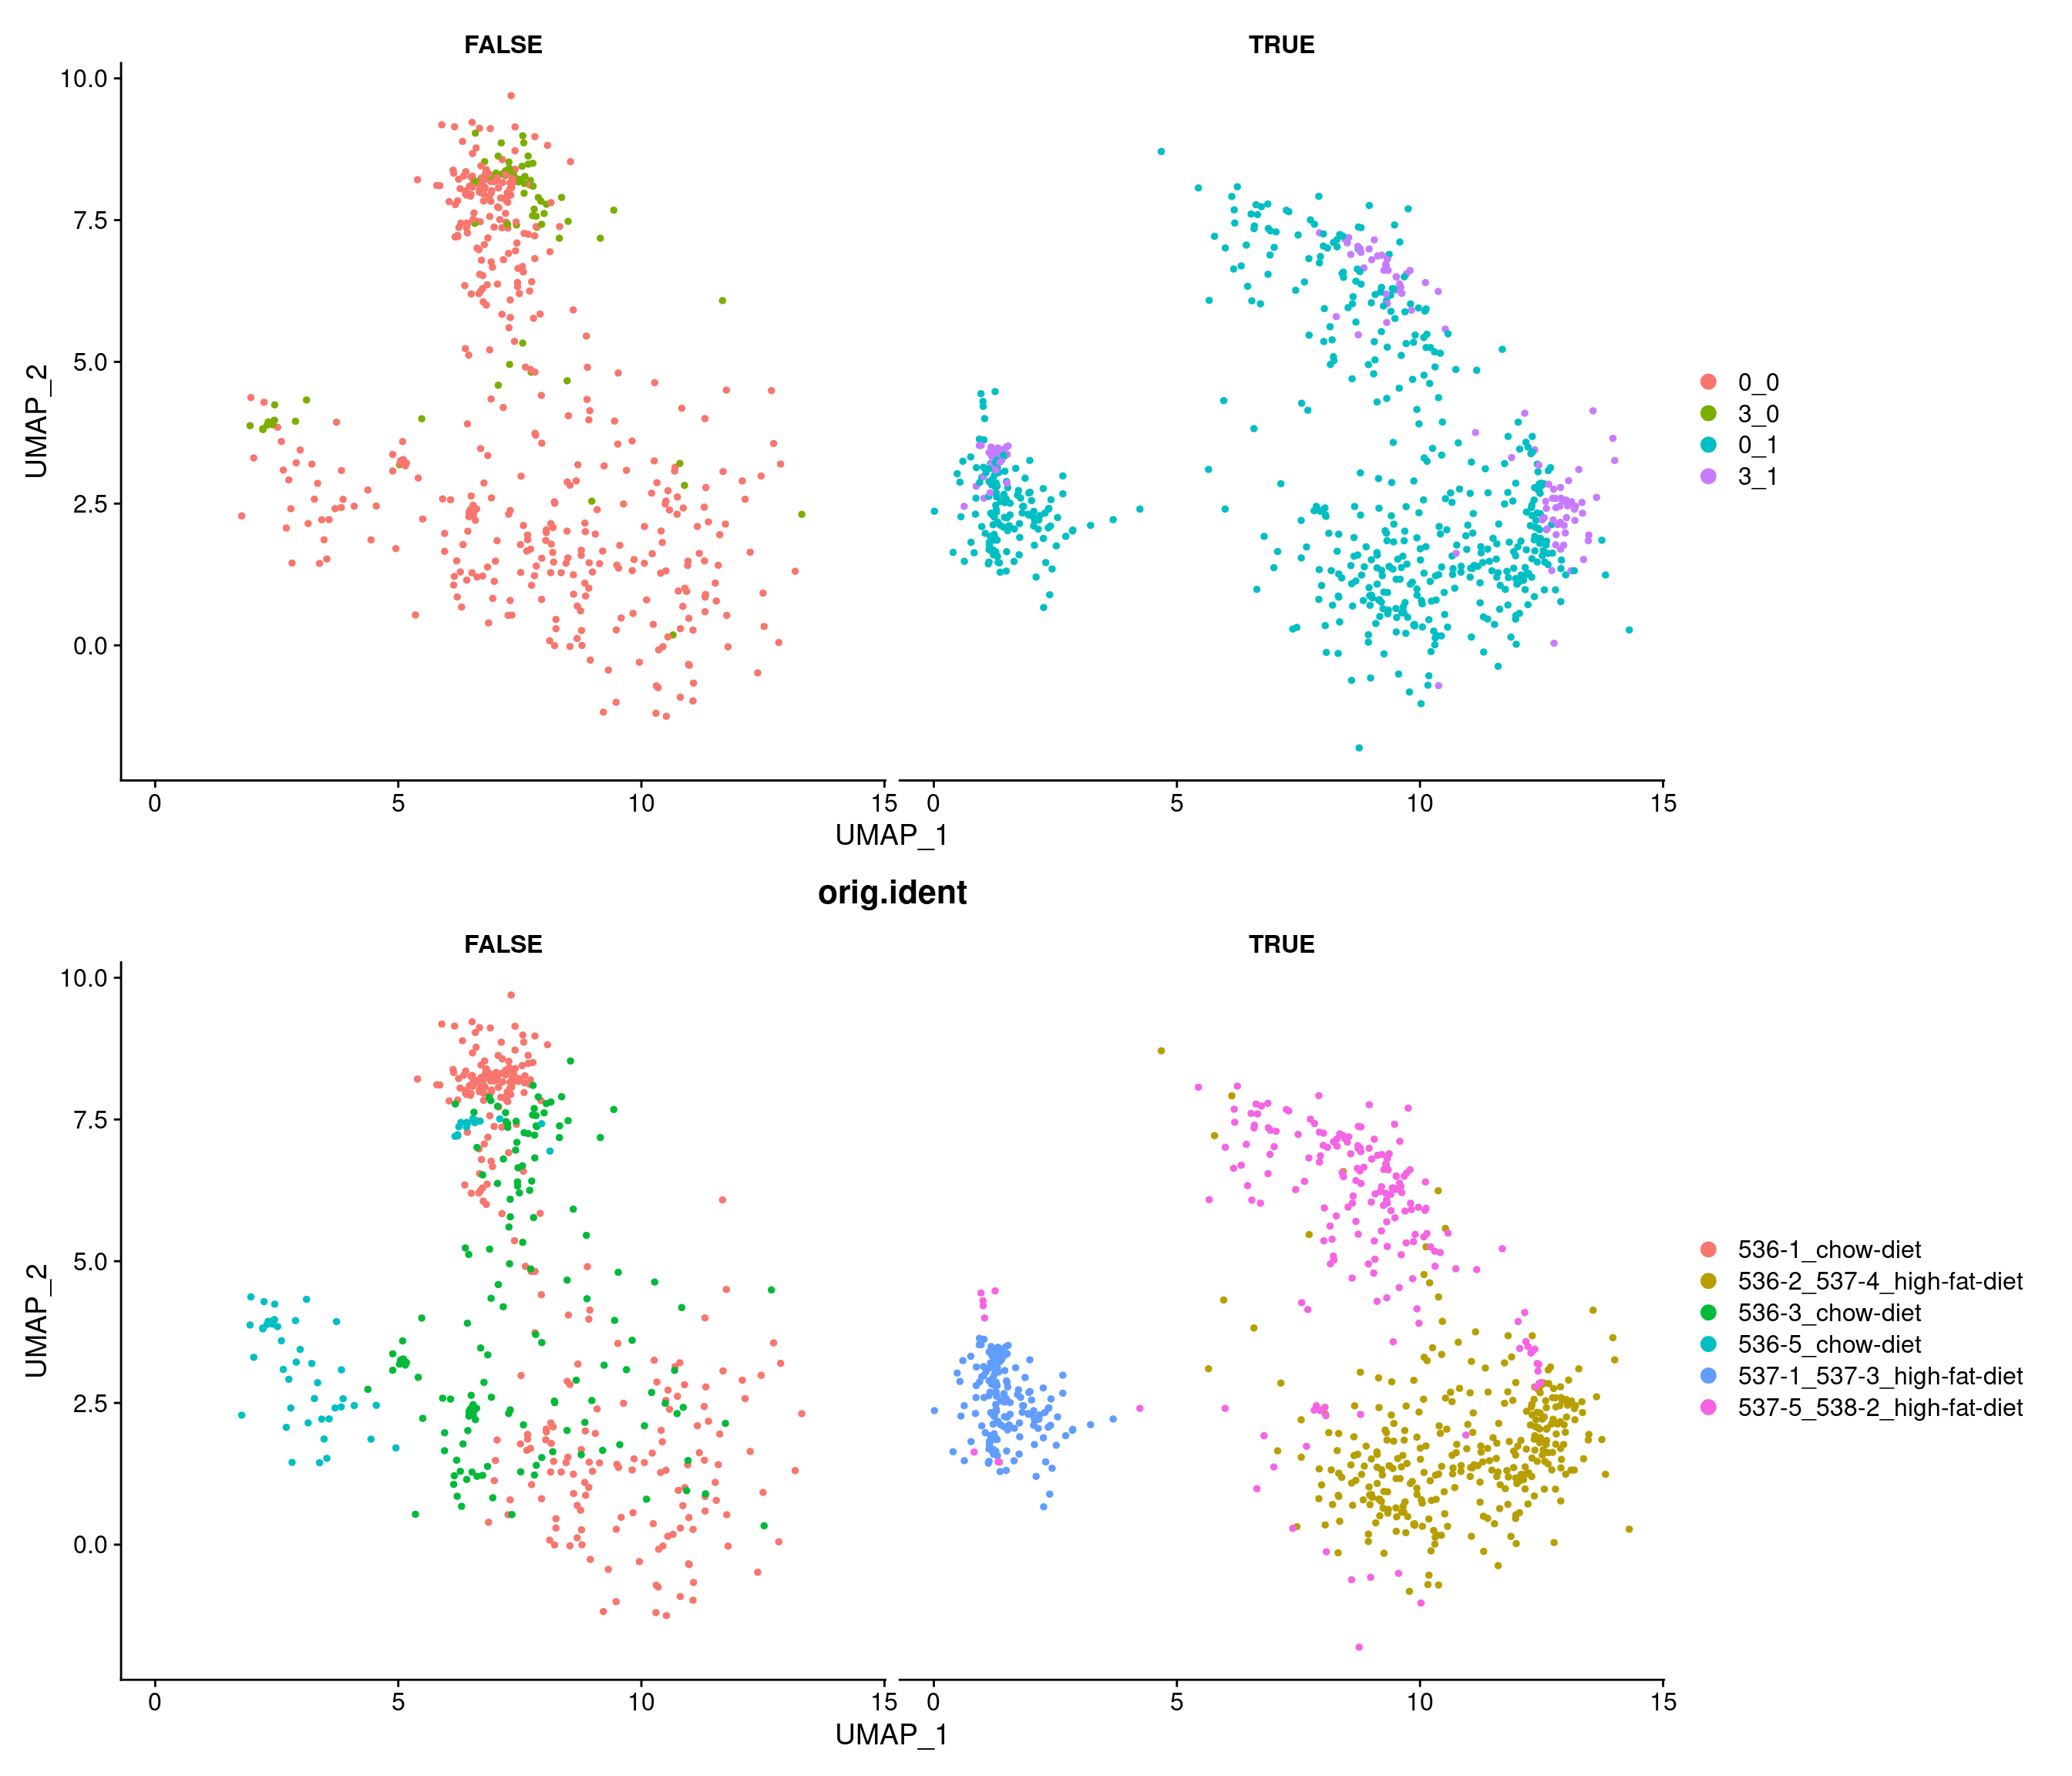 FALSE TRUE
10.0
7.5
5.0
2.5
0.0
UMAP_2
0 5 10 15 0 5 10 15
UMAP_1
0_0
3_0
0_1
3_1
orig.ident
FALSE TRUE
10.0
7.5
5.0
2.5
0.0
UMAP_2
0 5 10 15 0 5 10 15
UMAP_1
536-1_chow-diet
536-2_537-4_high-fat-diet
536-3_chow-diet
536-5_chow-diet
537-1_537-3_high-fat-diet
537-5_538-2_high-fat-diet